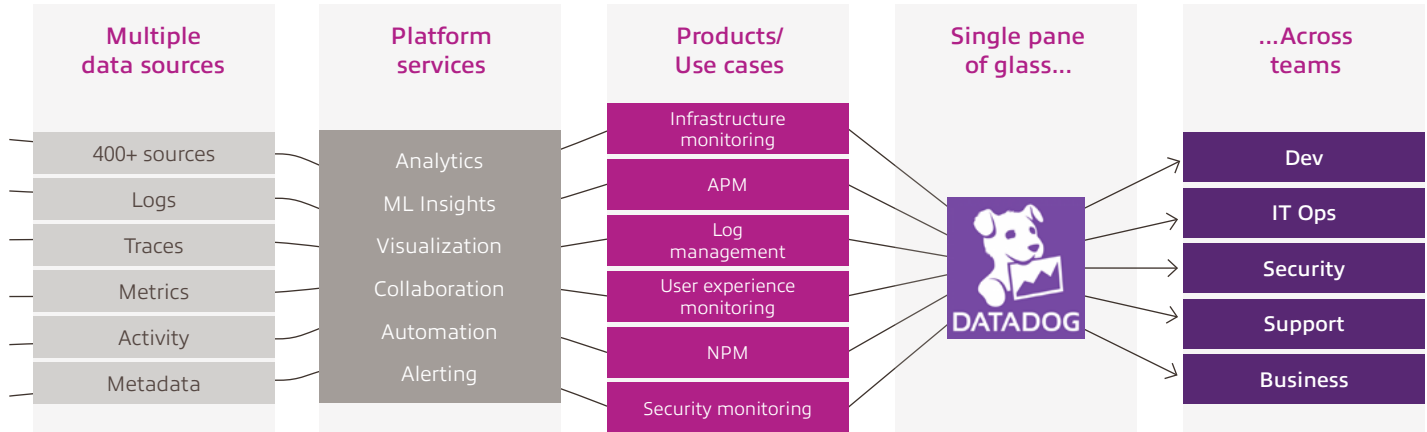 Multiple
data sources
400+ sources
Logs
Traces
Metrics
Activity
Metadata
Platform
services
Analytics
ML Insights
Visualization
Collaboration
Automation
Alerting
Products/
Use cases
Infrastructure
monitoring
APM
Log
management
User experience
monitoring
NPM
Security monitoring
Single pane
of glass...
DATADOG
...Across
teams
Dev
IT Ops
Security
Support
Business